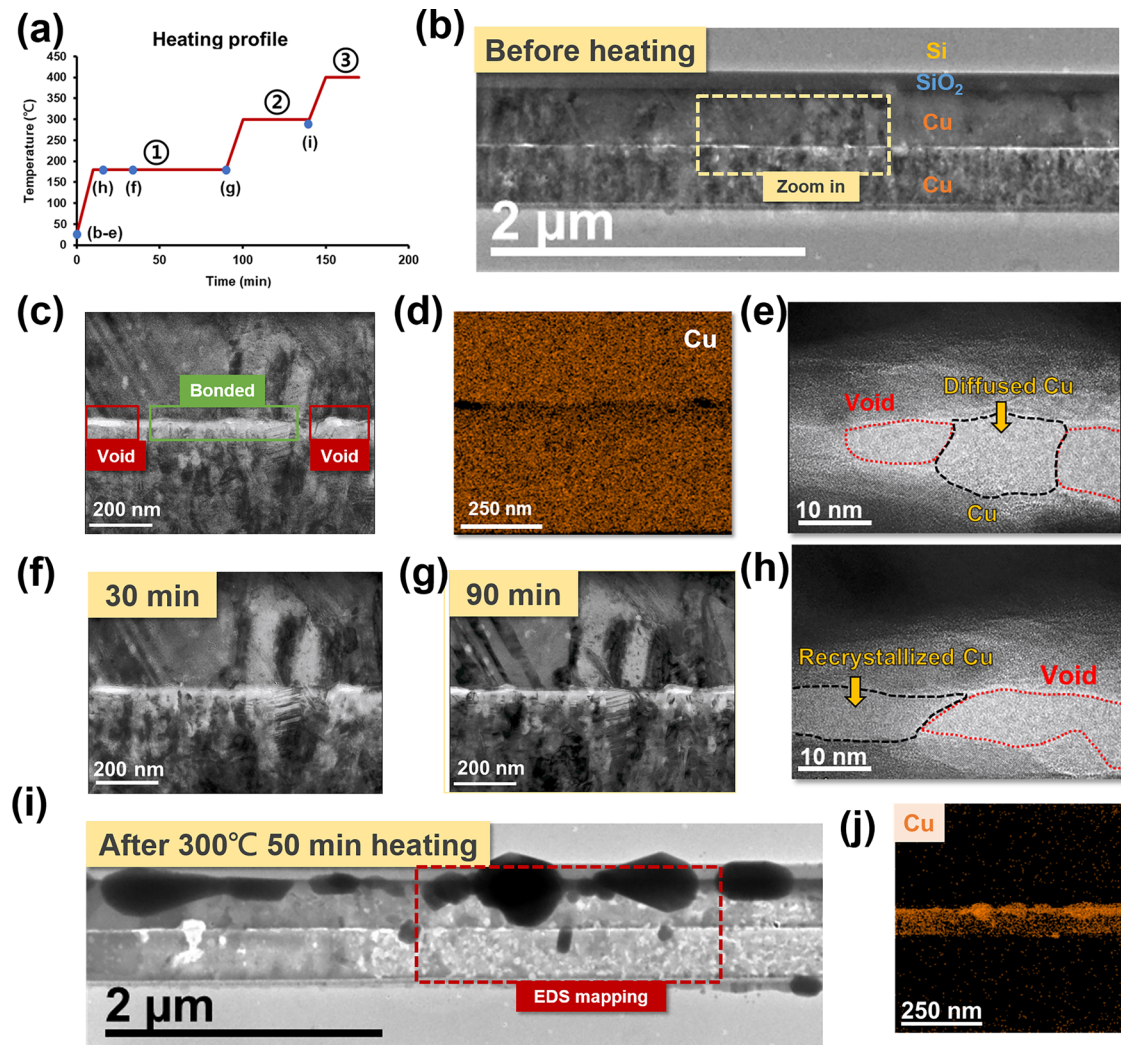 (a)
Heating profile
Temperature (℃)
450
400
350
300
250
200
150
100
50
0
①
②
③
(h)
(f)
(g)
(i)
(b-e)
0
50
100
150
200
Time (min)
(b)
Before heating
Si
SiO₂
Cu
Cu
Zoom in
2 μm
(c)
Bonded
Void
Void
200 nm
(d)
Cu
250 nm
(e)
Void
Diffused Cu
Cu
10 nm
(f)
30 min
200 nm
(g)
90 min
200 nm
(h)
Recrystallized Cu
Void
10 nm
(i)
After 300℃ 50 min heating
EDS mapping
2 μm
(j)
Cu
250 nm